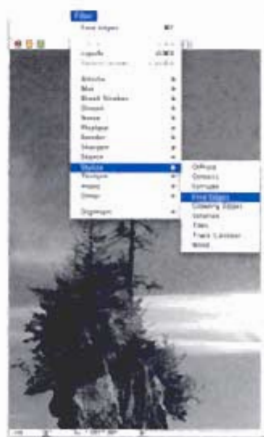 Filter
Find Edges
Liquify
Artistic
Blur
Brush Strokes
Distort
Noise
Pixelate
Render
Sharpen
Sketch
Stylize
Texture
Video
Other
Digimarc
Diffuse
Emboss
Extrude
Find Edges
Glowing Edges
Solarize
Tiles
Trace Contour
Wind